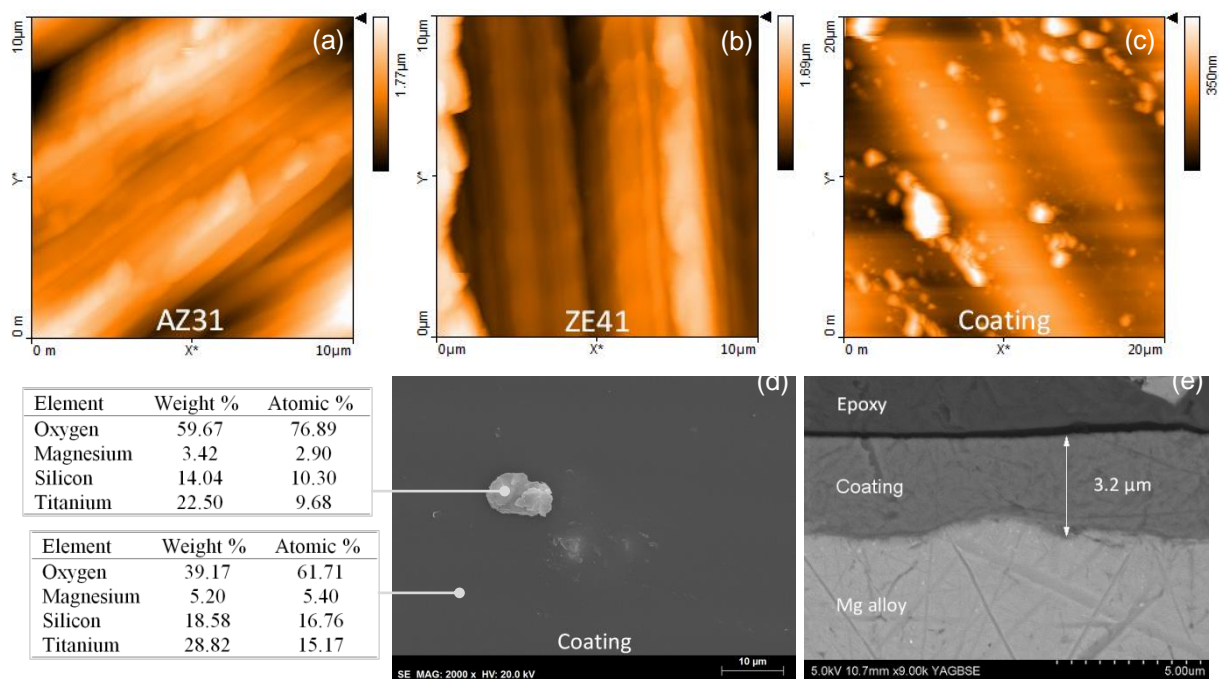 (a)
10µm
Y*
0 m
AZ31
0 m
X*
10µm
1.77µm
(b)
10µm
Y*
0µm
ZE41
0µm
X*
10µm
1.69µm
(c)
20µm
Y*
0 m
Coating
0 m
X*
20µm
350nm
Element Weight % Atomic %
Oxygen 59.67 76.89
Magnesium 3.42 2.90
Silicon 14.04 10.30
Titanium 22.50 9.68
Element Weight % Atomic %
Oxygen 39.17 61.71
Magnesium 5.20 5.40
Silicon 18.58 16.76
Titanium 28.82 15.17
(d)
Coating
SE MAG: 2000 x HV: 20.0 kV
10 µm
(e)
Epoxy
Coating
3.2 µm
Mg alloy
5.0kV 10.7mm x9.00k YAGBSE
5.00um